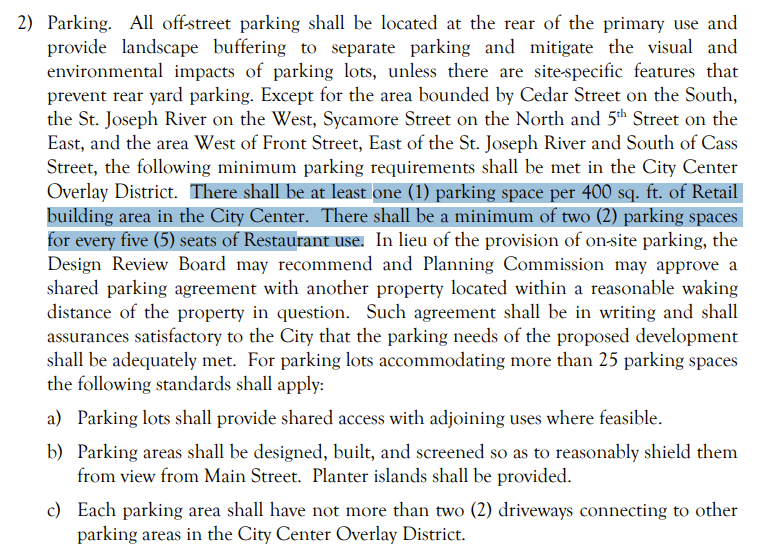 2) Parking. All off-street parking shall be located at the rear of the primary use and
provide landscape buffering to separate parking and mitigate the visual and
environmental impacts of parking lots, unless there are site-specific features that
prevent rear yard parking. Except for the area bounded by Cedar Street on the South,
the St. Joseph River on the West, Sycamore Street on the North and 5th Street on the
East, and the area West of Front Street, East of the St. Joseph River and South of Cass
Street, the following minimum parking requirements shall be met in the City Center
Overlay District. There shall be at least one (1) parking space per 400 sq. ft. of Retail
building area in the City Center. There shall be a minimum of two (2) parking spaces
for every five (5) seats of Restaurant use. In lieu of the provision of on-site parking, the
Design Review Board may recommend and Planning Commission may approve a
shared parking agreement with another property located within a reasonable waking
distance of the property in question. Such agreement shall be in writing and shall
assurances satisfactory to the City that the parking needs of the proposed development
shall be adequately met. For parking lots accommodating more than 25 parking spaces
the following standards shall apply:
a) Parking lots shall provide shared access with adjoining uses where feasible.
b) Parking areas shall be designed, built, and screened so as to reasonably shield them
from view from Main Street. Planter islands shall be provided.
c) Each parking area shall have not more than two (2) driveways connecting to other
parking areas in the City Center Overlay District.